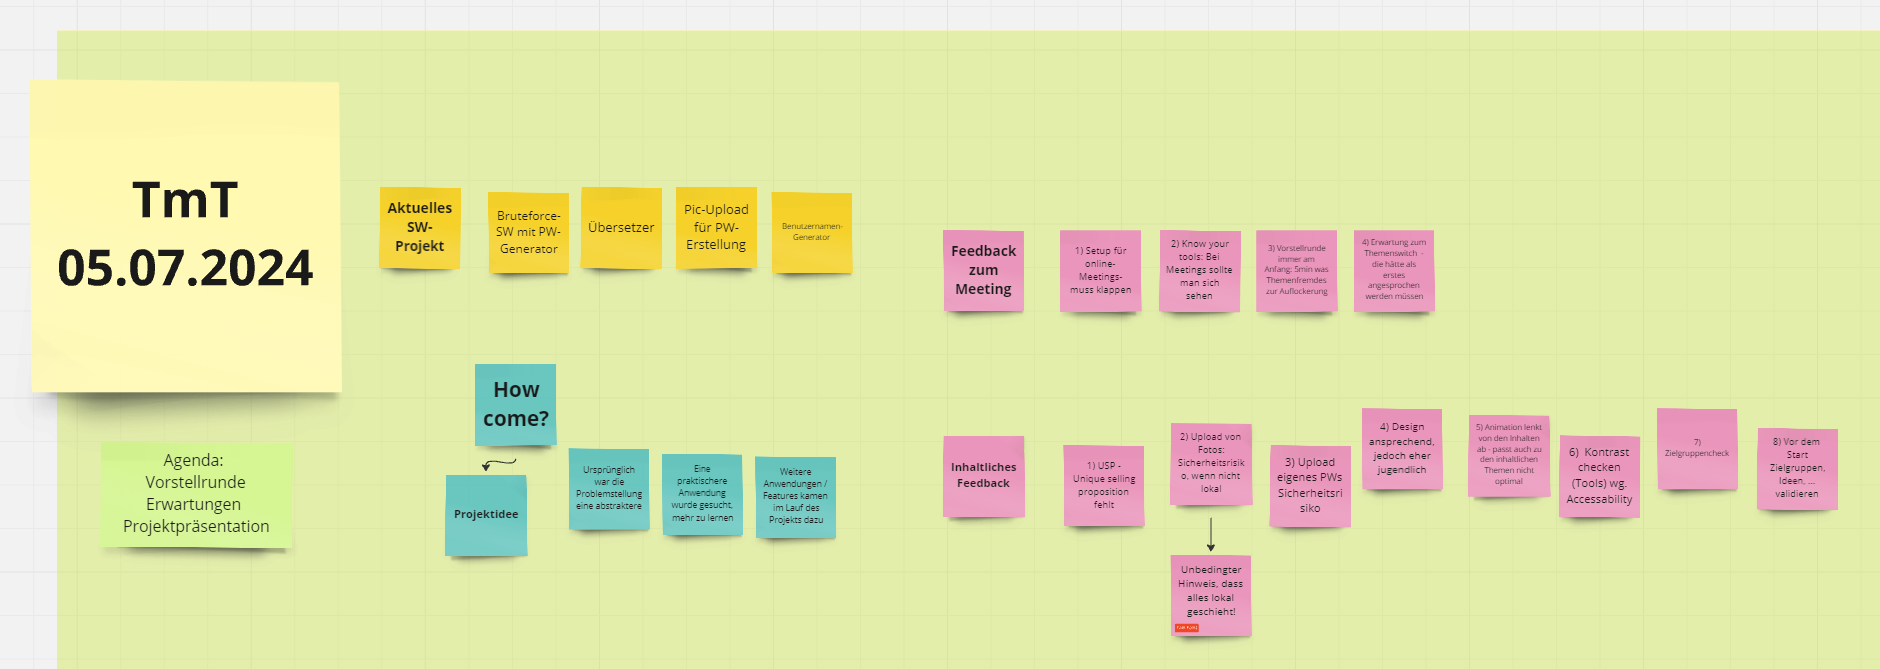 TmT
05.07.2024
Agenda:
Vorstellrunde
Erwartungen
Projektpräsentation
Aktuelles
SW-
Projekt
Bruteforce-
SW mit PW-
Generator
Übersetzer
Pic-Upload
für PW-
Erstellung
Benutzernamen-
Generator
How
come?
Projektidee
Ursprünglich
war die
Problemstellung
eine abstraktere
Eine
praktischere
Anwendung
wurde gesucht,
mehr zu lernen
Weitere
Anwendungen /
Features kamen
im Lauf des
Projekts dazu
Feedback
zum
Meeting
1) Setup für
online-
Meetings-
muss klappen
2) Know your
tools: Bei
Meetings sollte
man sich
sehen
3) Vorstellrunde
immer am
Anfang: 5min was
Themenfremdes
zur Auflockerung
4) Erwartung zum
Themenswitch -
die hätte als
erstes
angesprochen
werden müssen
Inhaltliches
Feedback
1) USP -
Unique selling
proposition
fehlt
2) Upload von
Fotos:
Sicherheitsrisik
o, wenn nicht
lokal
Unbedingter
Hinweis, dass
alles lokal
geschieht!
3) Upload
eigenes PWs
Sicherheitsri
siko
4) Design
ansprechend,
jedoch eher
jugendlich
5) Animation lenkt
von den Inhalten
ab - passt auch zu
den inhaltlichen
Themen nicht
optimal
6) Kontrast
checken
(Tools) wg.
Accessability
7)
Zielgruppencheck
8) Vor dem
Start
Zielgruppen,
Ideen, ...
validieren